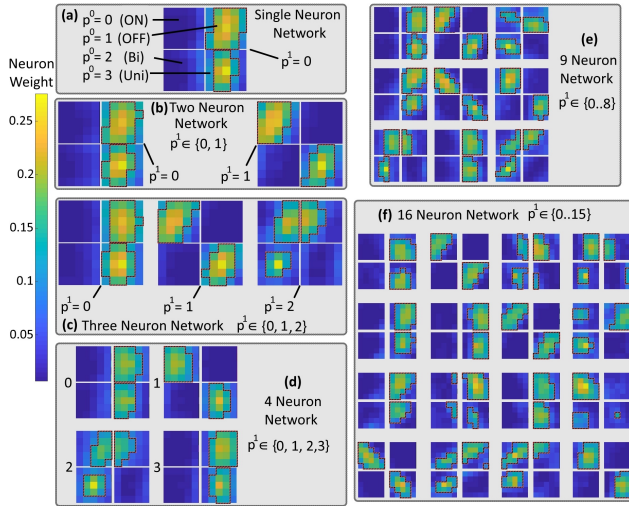 (a)
p⁰= 0 (ON)
p⁰= 1 (OFF)
p⁰= 2 (Bi)
p⁰= 3 (Uni)
Single Neuron
Network
p¹= 0
Neuron
Weight
0.25
0.2
0.15
0.1
0.05
(b) Two Neuron
Network
p¹∈ {0, 1}
p¹= 0
p¹= 1
p¹= 0
p¹= 1
p¹= 2
(c) Three Neuron Network p¹∈ {0, 1, 2}
0
1
2
3
(d)
4 Neuron
Network
p¹∈ {0, 1, 2,3}
(e)
9 Neuron
Network
p¹∈ {0..8}
(f) 16 Neuron Network p¹∈ {0..15}